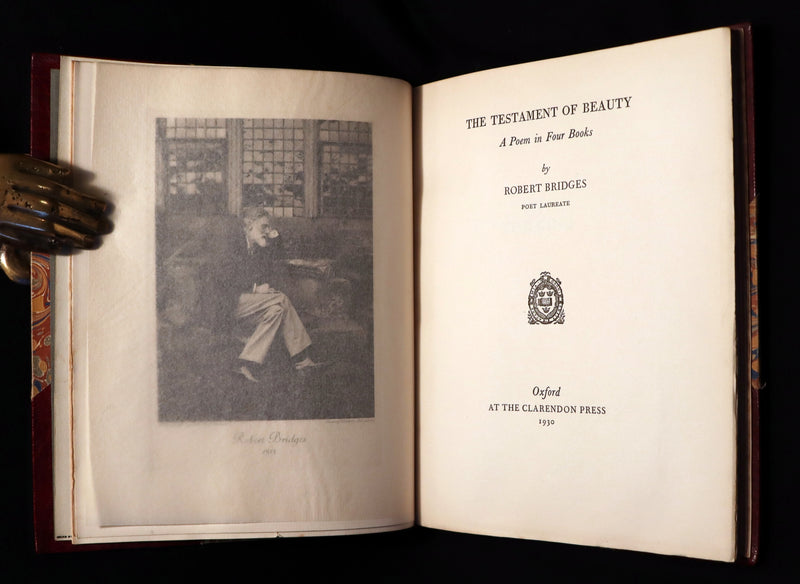 Robert Bridges
THE TESTAMENT OF BEAUTY
A Poem in Four Books
by
ROBERT BRIDGES
POET LAUREATE
Oxford
AT THE CLARENDON PRESS
1930